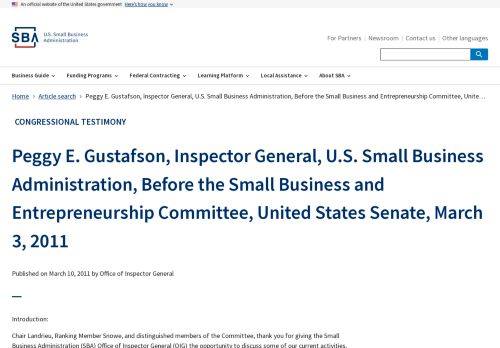 An official website of the United States government Here's how you know
SBA U.S. Small Business
Administration
For Partners Newsroom Contact us Other languages
Business Guide Funding Programs Federal Contracting Learning Platform Local Assistance About SBA
Home Article search Peggy E. Gustafson, Inspector General, U.S. Small Business Administration, Before the Small Business and Entrepreneurship Committee, Unite…
CONGRESSIONAL TESTIMONY
Peggy E. Gustafson, Inspector General, U.S. Small Business
Administration, Before the Small Business and
Entrepreneurship Committee, United States Senate, March
3, 2011
Published on March 10, 2011 by Office of Inspector General
Introduction:
Chair Landrieu, Ranking Member Snowe, and distinguished members of the Committee, thank you for giving the Small
Business Administration (SBA) Office of Inspector General (OIG) the opportunity to discuss some of our current activities.